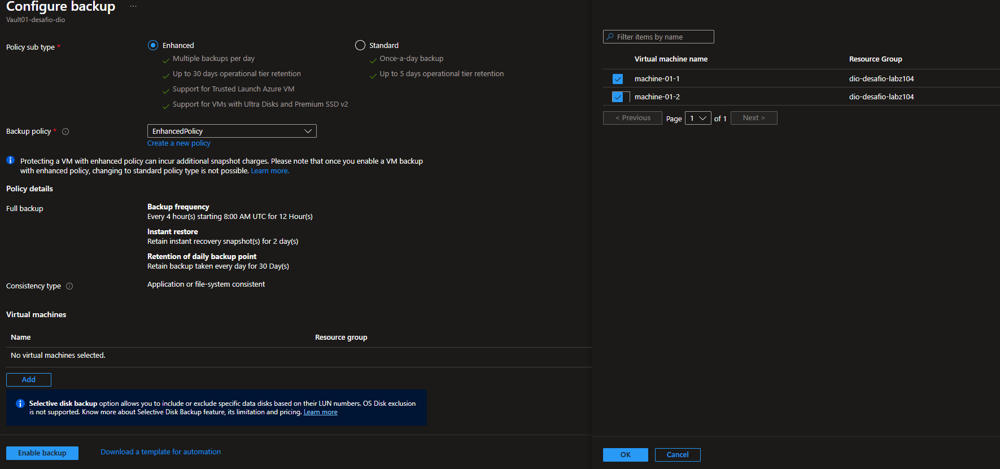 Configure backup ...
Vault01-desafio-dio
Policy sub type *
Enhanced
Multiple backups per day
Up to 30 days operational tier retention
Support for Trusted Launch Azure VM
Support for VMs with Ultra Disks and Premium SSD v2
Standard
Once-a-day backup
Up to 5 days operational tier retention
Backup policy *
EnhancedPolicy
Create a new policy
Protecting a VM with enhanced policy can incur additional snapshot charges. Please note that once you enable a VM backup
with enhanced policy, changing to standard policy type is not possible. Learn more.
Policy details
Full backup
Backup frequency
Every 4 hour(s) starting 8:00 AM UTC for 12 Hour(s)
Instant restore
Retain instant recovery snapshot(s) for 2 day(s)
Retention of daily backup point
Retain backup taken every day for 30 Day(s)
Consistency type
Application or file-system consistent
Virtual machines
Name Resource group
No virtual machines selected.
Add
Selective disk backup option allows you to include or exclude specific data disks based on their LUN numbers. OS Disk exclusion
is not supported. Know more about Selective Disk Backup feature, its limitation and pricing. Learn more
Enable backup Download a template for automation
Filter items by name
Virtual machine name Resource Group
machine-01-1 dio-desafio-labz104
machine-01-2 dio-desafio-labz104
< Previous Page 1 of 1 Next >
OK Cancel